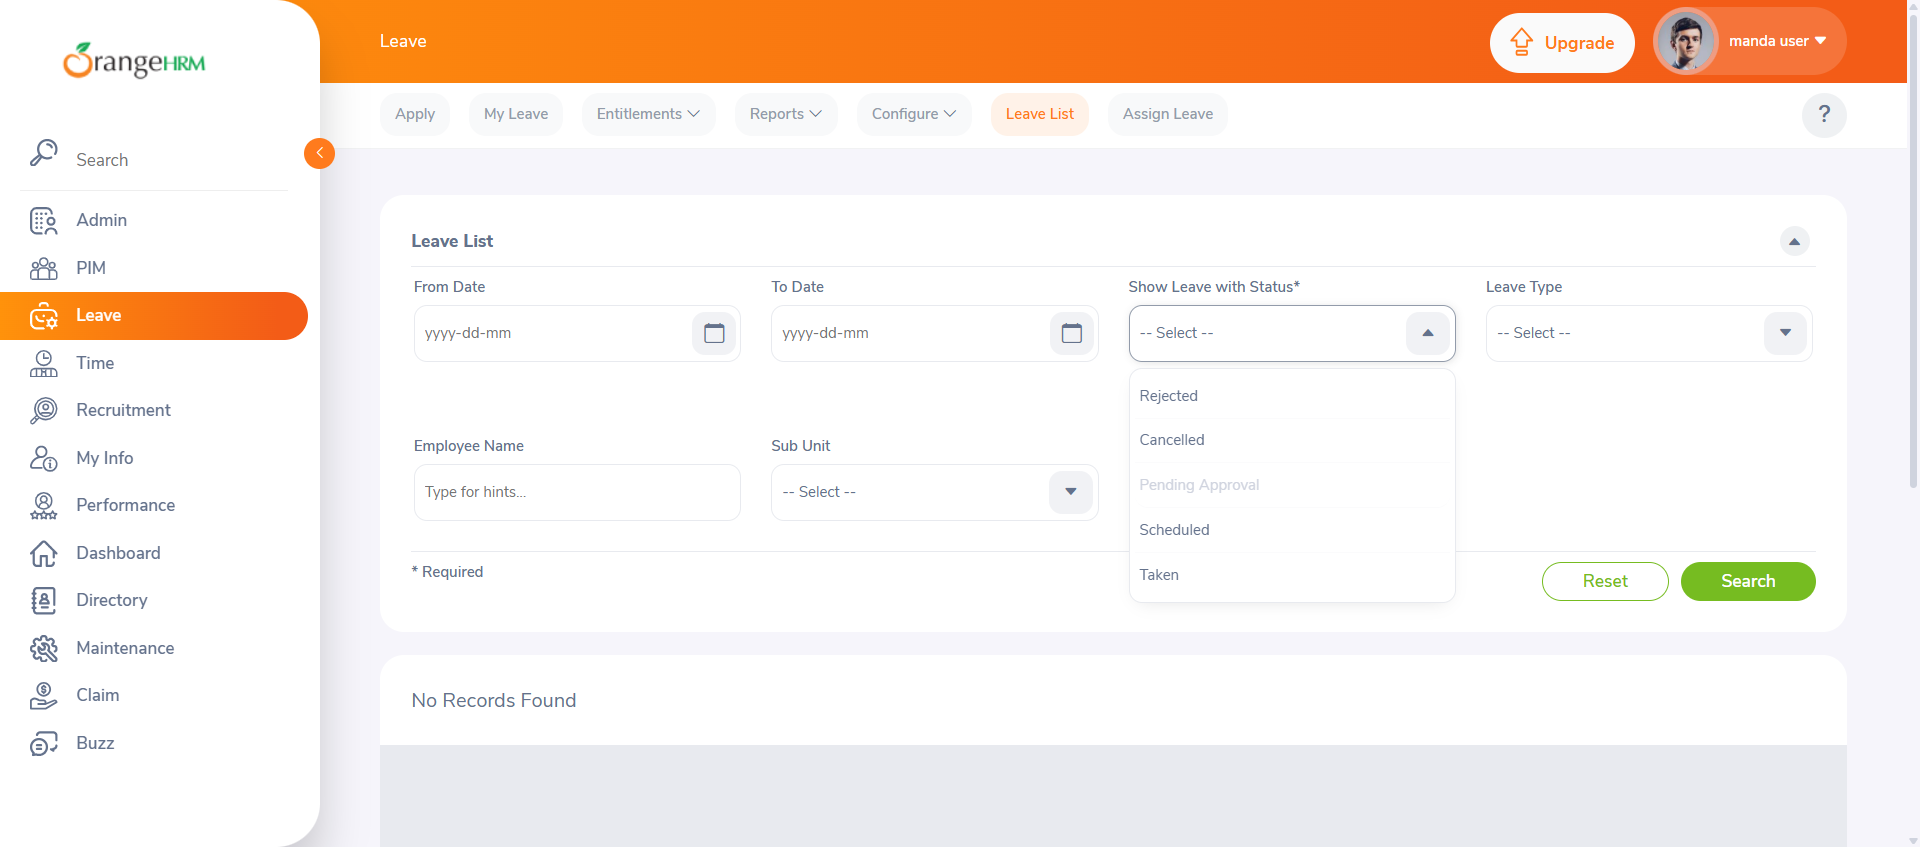 OrangeHRM
Leave
Upgrade
manda user
Apply
My Leave
Entitlements
Reports
Configure
Leave List
Assign Leave
?
Search
Admin
PIM
Leave
Time
Recruitment
My Info
Performance
Dashboard
Directory
Maintenance
Claim
Buzz
Leave List
From Date
To Date
Show Leave with Status*
Leave Type
yyyy-dd-mm
yyyy-dd-mm
-- Select --
-- Select --
Rejected
Cancelled
Pending Approval
Scheduled
Taken
Employee Name
Sub Unit
Type for hints...
-- Select --
* Required
Reset
Search
No Records Found